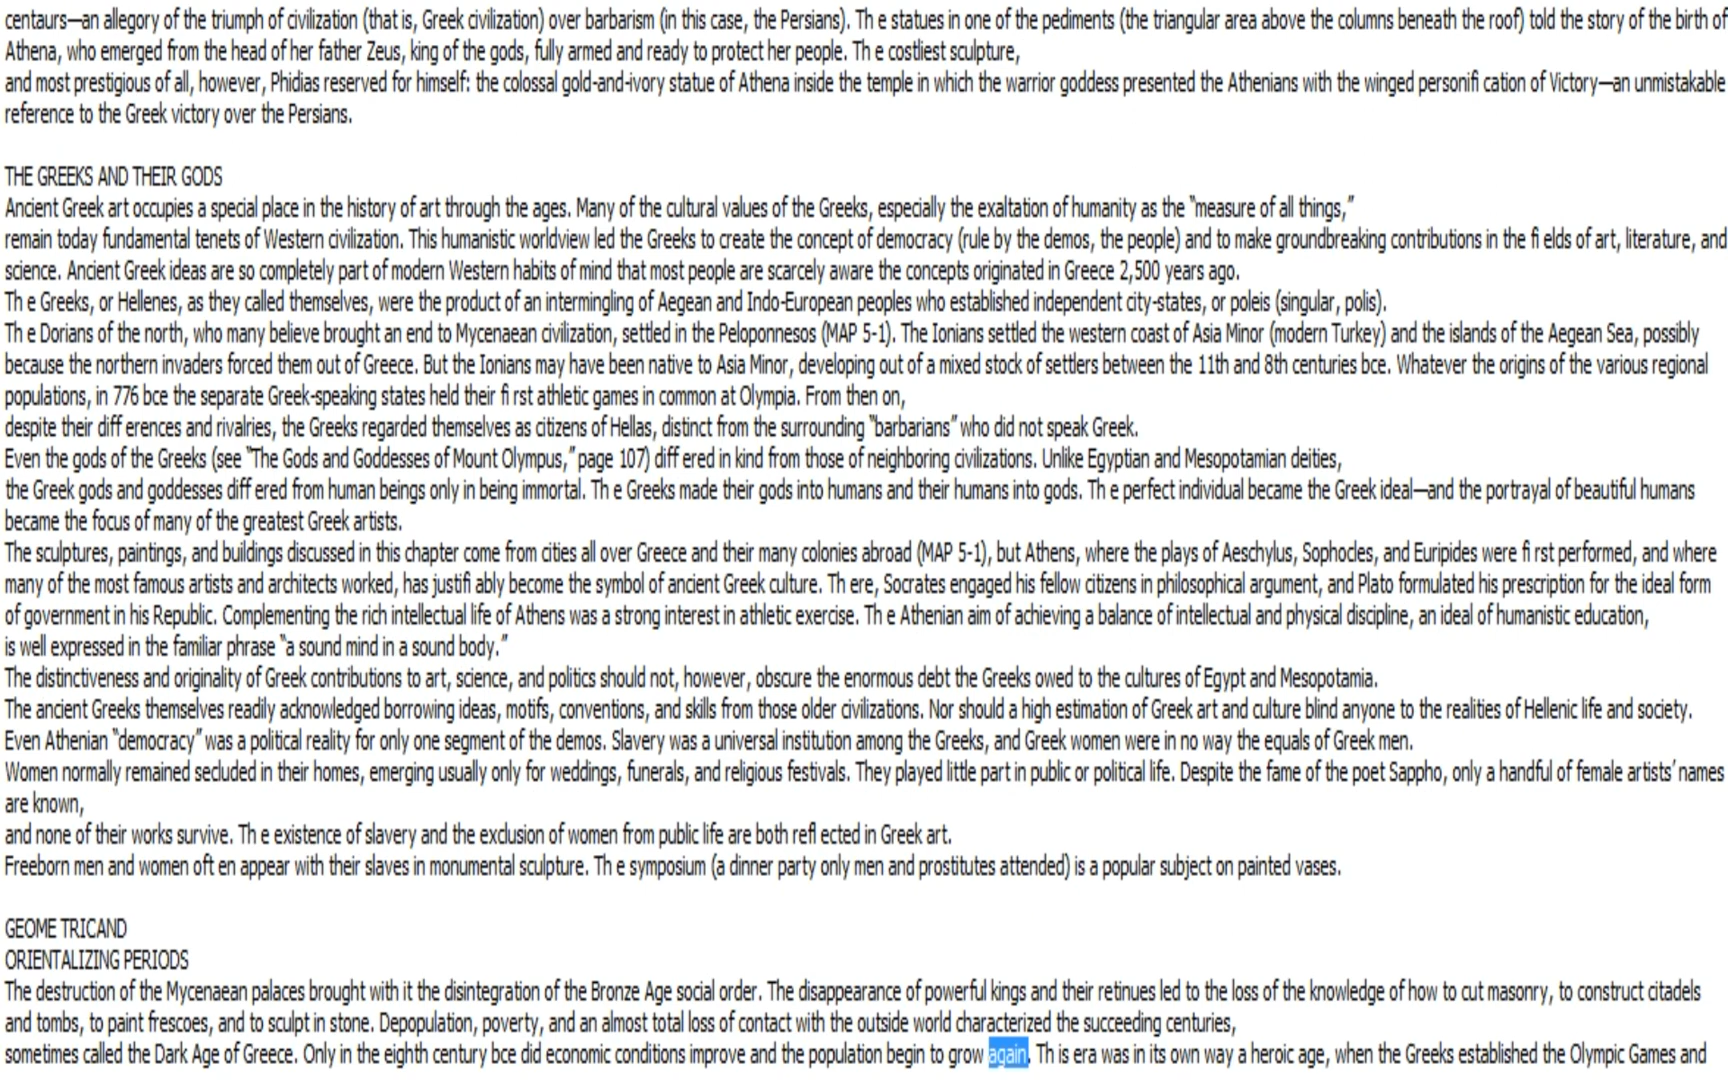 centaurs—an allegory of the triumph of civilization (that is, Greek civilization) over barbarism (in this case, the Persians). Th e statues in one of the pediments (the triangular area above the columns beneath the roof) told the story of the birth of
Athena, who emerged from the head of her father Zeus, king of the gods, fully armed and ready to protect her people. Th e costliest sculpture,
and most prestigious of all, however, Phidias reserved for himself: the colossal gold-and-ivory statue of Athena inside the temple in which the warrior goddess presented the Athenians with the winged personifi cation of Victory—an unmistakable
reference to the Greek victory over the Persians.
THE GREEKS AND THEIR GODS
Ancient Greek art occupies a special place in the history of art through the ages. Many of the cultural values of the Greeks, especially the exaltation of humanity as the “measure of all things,”
remain today fundamental tenets of Western civilization. This humanistic worldview led the Greeks to create the concept of democracy (rule by the demos, the people) and to make groundbreaking contributions in the fi elds of art, literature, and
science. Ancient Greek ideas are so completely part of modern Western habits of mind that most people are scarcely aware the concepts originated in Greece 2,500 years ago.
Th e Greeks, or Hellenes, as they called themselves, were the product of an intermingling of Aegean and Indo-European peoples who established independent city-states, or poleis (singular, polis).
Th e Dorians of the north, who many believe brought an end to Mycenaean civilization, settled in the Peloponnesos (MAP 5-1). The Ionians settled the western coast of Asia Minor (modern Turkey) and the islands of the Aegean Sea, possibly
because the northern invaders forced them out of Greece. But the Ionians may have been native to Asia Minor, developing out of a mixed stock of settlers between the 11th and 8th centuries bce. Whatever the origins of the various regional
populations, in 776 bce the separate Greek-speaking states held their fi rst athletic games in common at Olympia. From then on,
despite their diff erences and rivalries, the Greeks regarded themselves as citizens of Hellas, distinct from the surrounding “barbarians” who did not speak Greek.
Even the gods of the Greeks (see “The Gods and Goddesses of Mount Olympus,” page 107) diff ered in kind from those of neighboring civilizations. Unlike Egyptian and Mesopotamian deities,
the Greek gods and goddesses diff ered from human beings only in being immortal. Th e Greeks made their gods into humans and their humans into gods. Th e perfect individual became the Greek ideal—and the portrayal of beautiful humans
became the focus of many of the greatest Greek artists.
The sculptures, paintings, and buildings discussed in this chapter come from cities all over Greece and their many colonies abroad (MAP 5-1), but Athens, where the plays of Aeschylus, Sophocles, and Euripides were fi rst performed, and where
many of the most famous artists and architects worked, has justifi ably become the symbol of ancient Greek culture. Th ere, Socrates engaged his fellow citizens in philosophical argument, and Plato formulated his prescription for the ideal form
of government in his Republic. Complementing the rich intellectual life of Athens was a strong interest in athletic exercise. Th e Athenian aim of achieving a balance of intellectual and physical discipline, an ideal of humanistic education,
is well expressed in the familiar phrase “a sound mind in a sound body.”
The distinctiveness and originality of Greek contributions to art, science, and politics should not, however, obscure the enormous debt the Greeks owed to the cultures of Egypt and Mesopotamia.
The ancient Greeks themselves readily acknowledged borrowing ideas, motifs, conventions, and skills from those older civilizations. Nor should a high estimation of Greek art and culture blind anyone to the realities of Hellenic life and society.
Even Athenian “democracy” was a political reality for only one segment of the demos. Slavery was a universal institution among the Greeks, and Greek women were in no way the equals of Greek men.
Women normally remained secluded in their homes, emerging usually only for weddings, funerals, and religious festivals. They played little part in public or political life. Despite the fame of the poet Sappho, only a handful of female artists’ names
are known,
and none of their works survive. Th e existence of slavery and the exclusion of women from public life are both refl ected in Greek art.
Freeborn men and women oft en appear with their slaves in monumental sculpture. Th e symposium (a dinner party only men and prostitutes attended) is a popular subject on painted vases.
GEOME TRICAND
ORIENTALIZING PERIODS
The destruction of the Mycenaean palaces brought with it the disintegration of the Bronze Age social order. The disappearance of powerful kings and their retinues led to the loss of the knowledge of how to cut masonry, to construct citadels
and tombs, to paint frescoes, and to sculpt in stone. Depopulation, poverty, and an almost total loss of contact with the outside world characterized the succeeding centuries,
sometimes called the Dark Age of Greece. Only in the eighth century bce did economic conditions improve and the population begin to grow again. Th is era was in its own way a heroic age, when the Greeks established the Olympic Games and